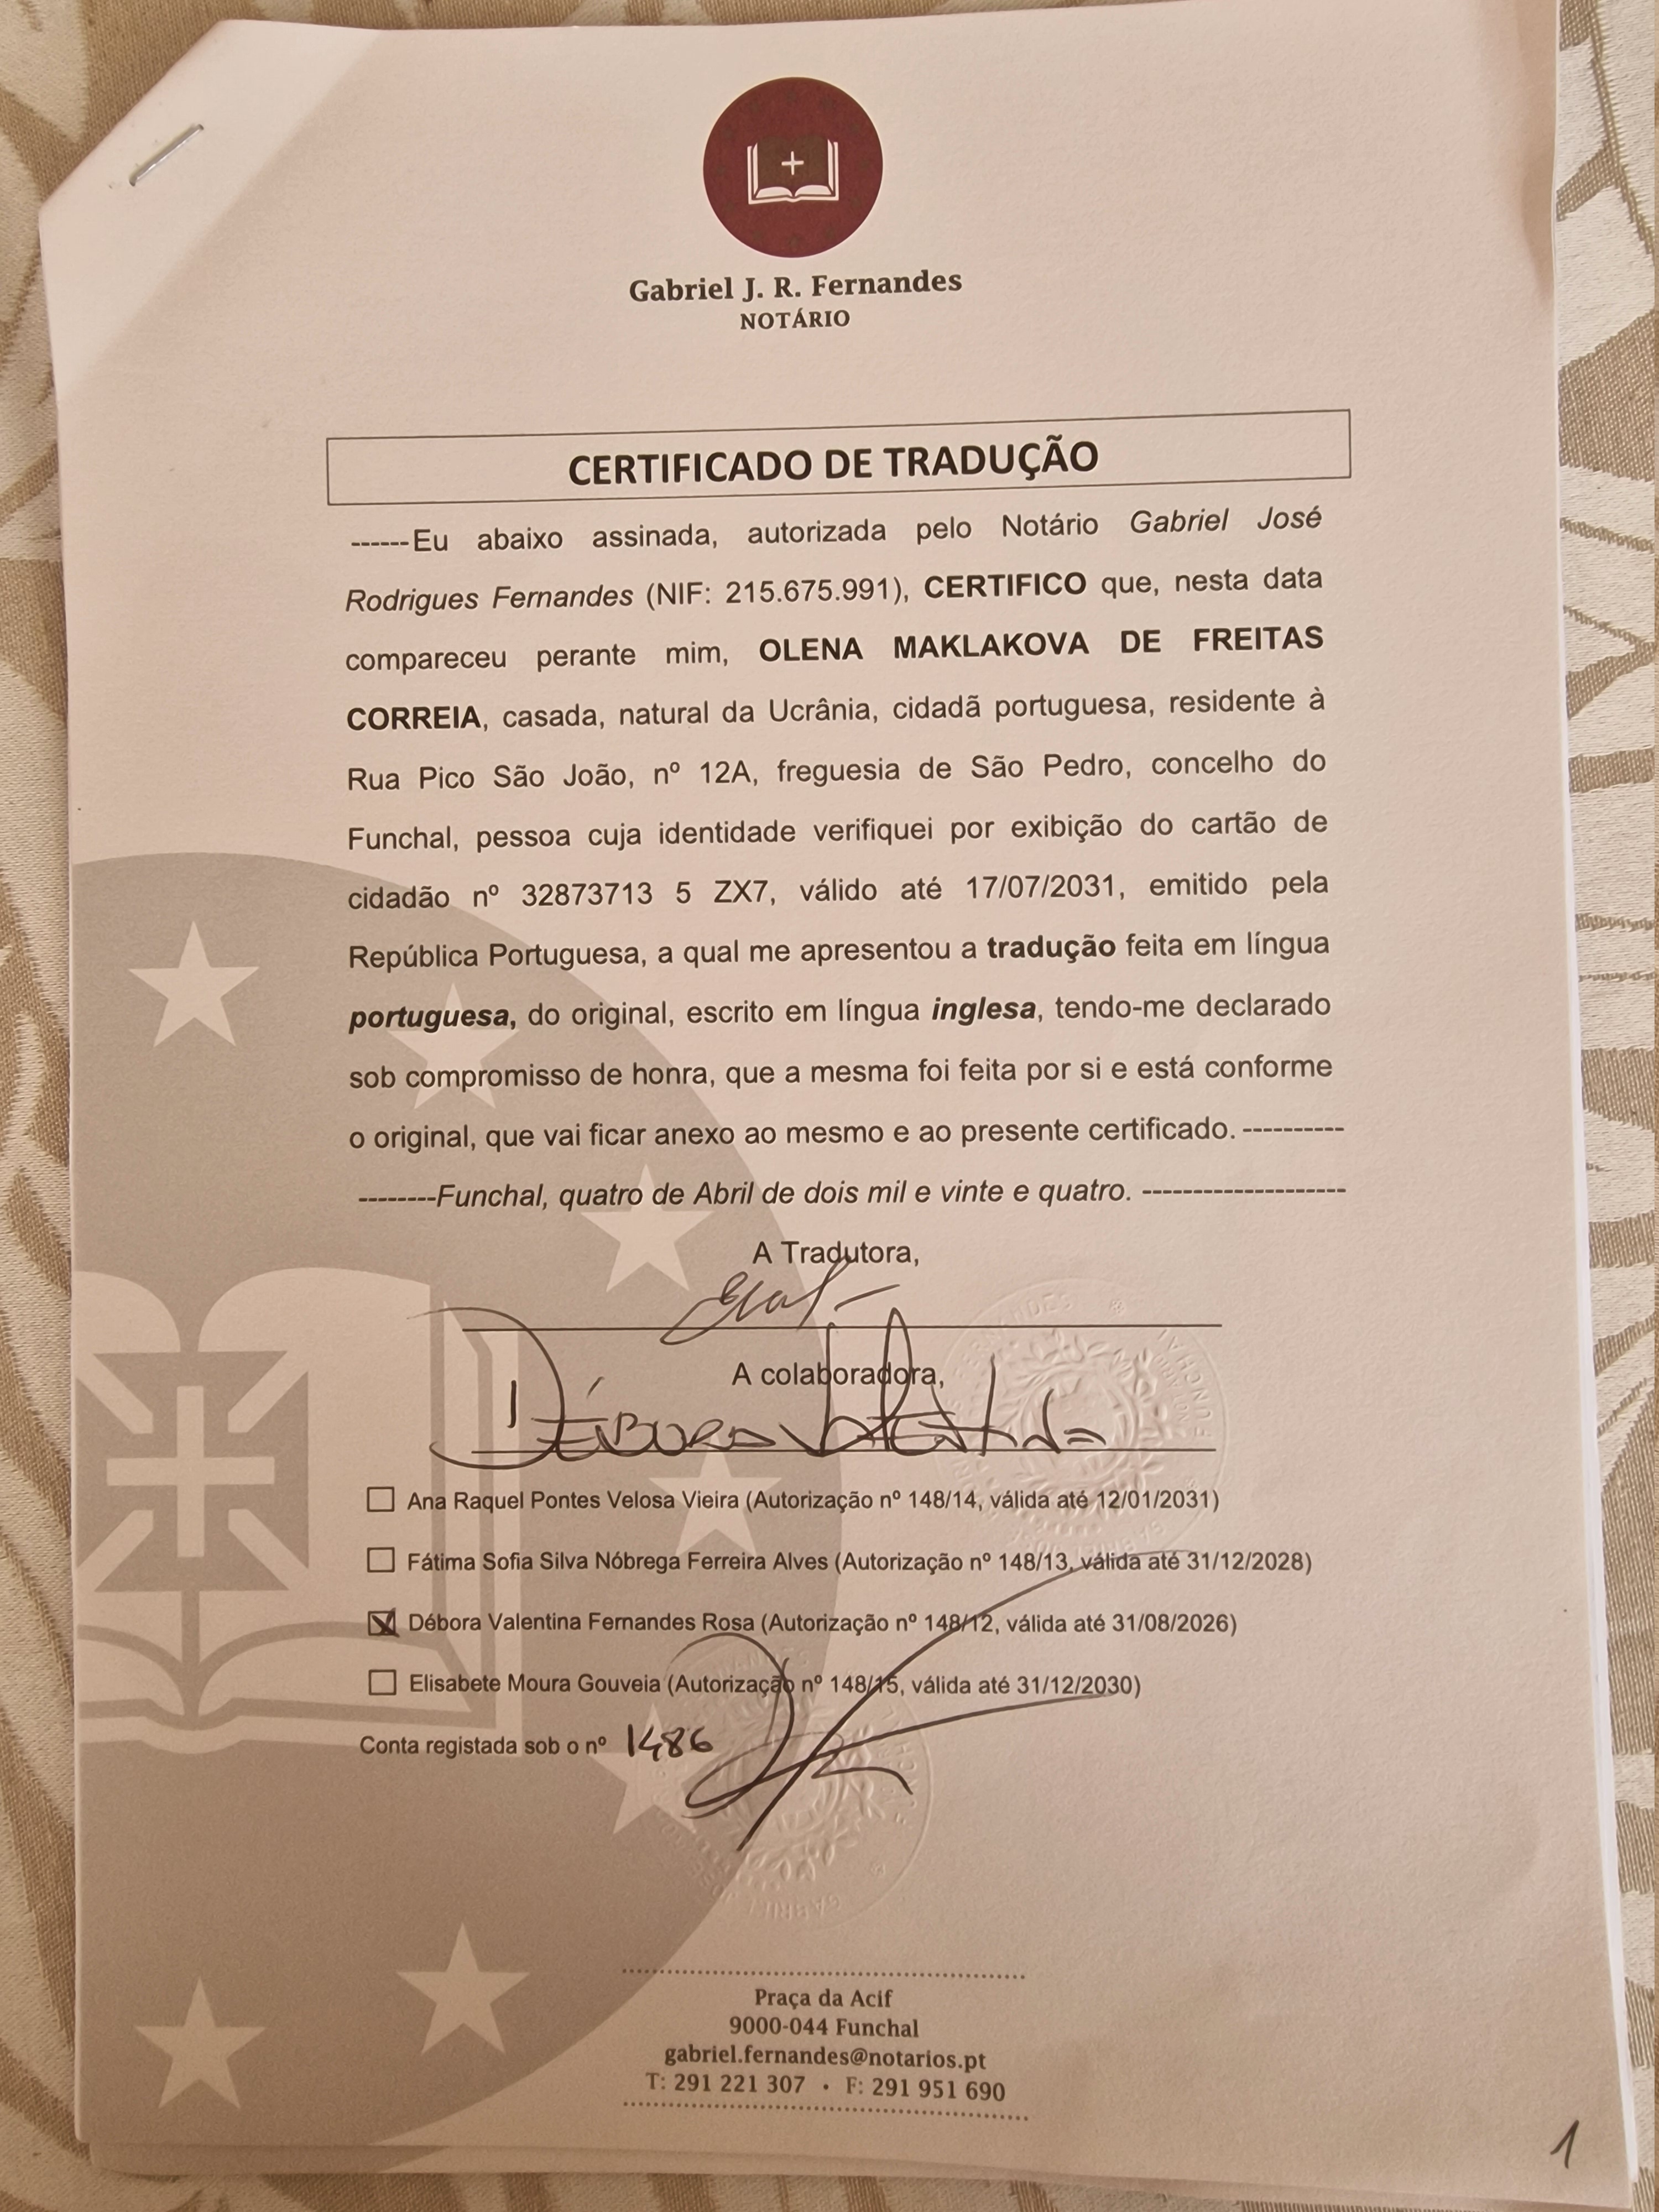 Gabriel J. R. Fernandes
NOTÁRIO
CERTIFICADO DE TRADUÇÃO
------Eu abaixo assinada, autorizada pelo Notário Gabriel José
Rodrigues Fernandes (NIF: 215.675.991), CERTIFICO que, nesta data
compareceu perante mim, OLENA MAKLAKOVA DE FREITAS
CORREIA, casada, natural da Ucrânia, cidadã portuguesa, residente à
Rua Pico São João, nº 12A, freguesia de São Pedro, concelho do
Funchal, pessoa cuja identidade verifiquei por exibição do cartão de
cidadão nº 32873713 5 ZX7, válido até 17/07/2031, emitido pela
República Portuguesa, a qual me apresentou a tradução feita em língua
portuguesa, do original, escrito em língua inglesa, tendo-me declarado
sob compromisso de honra, que a mesma foi feita por si e está conforme
o original, que vai ficar anexo ao mesmo e ao presente certificado. ----------
--------Funchal, quatro de Abril de dois mil e vinte e quatro. --------------------
A Tradutora,
A colaboradora,
Débora Valentina
Ana Raquel Pontes Velosa Vieira (Autorização nº 148/14, válida até 12/01/2031)
Fátima Sofia Silva Nóbrega Ferreira Alves (Autorização nº 148/13, válida até 31/12/2028)
Débora Valentina Fernandes Rosa (Autorização nº 148/12, válida até 31/08/2026)
Elisabete Moura Gouveia (Autorização nº 148/15, válida até 31/12/2030)
Conta registada sob o nº 1486
Praça da Acif
9000-044 Funchal
gabriel.fernandes@notarios.pt
T: 291 221 307 • F: 291 951 690
1